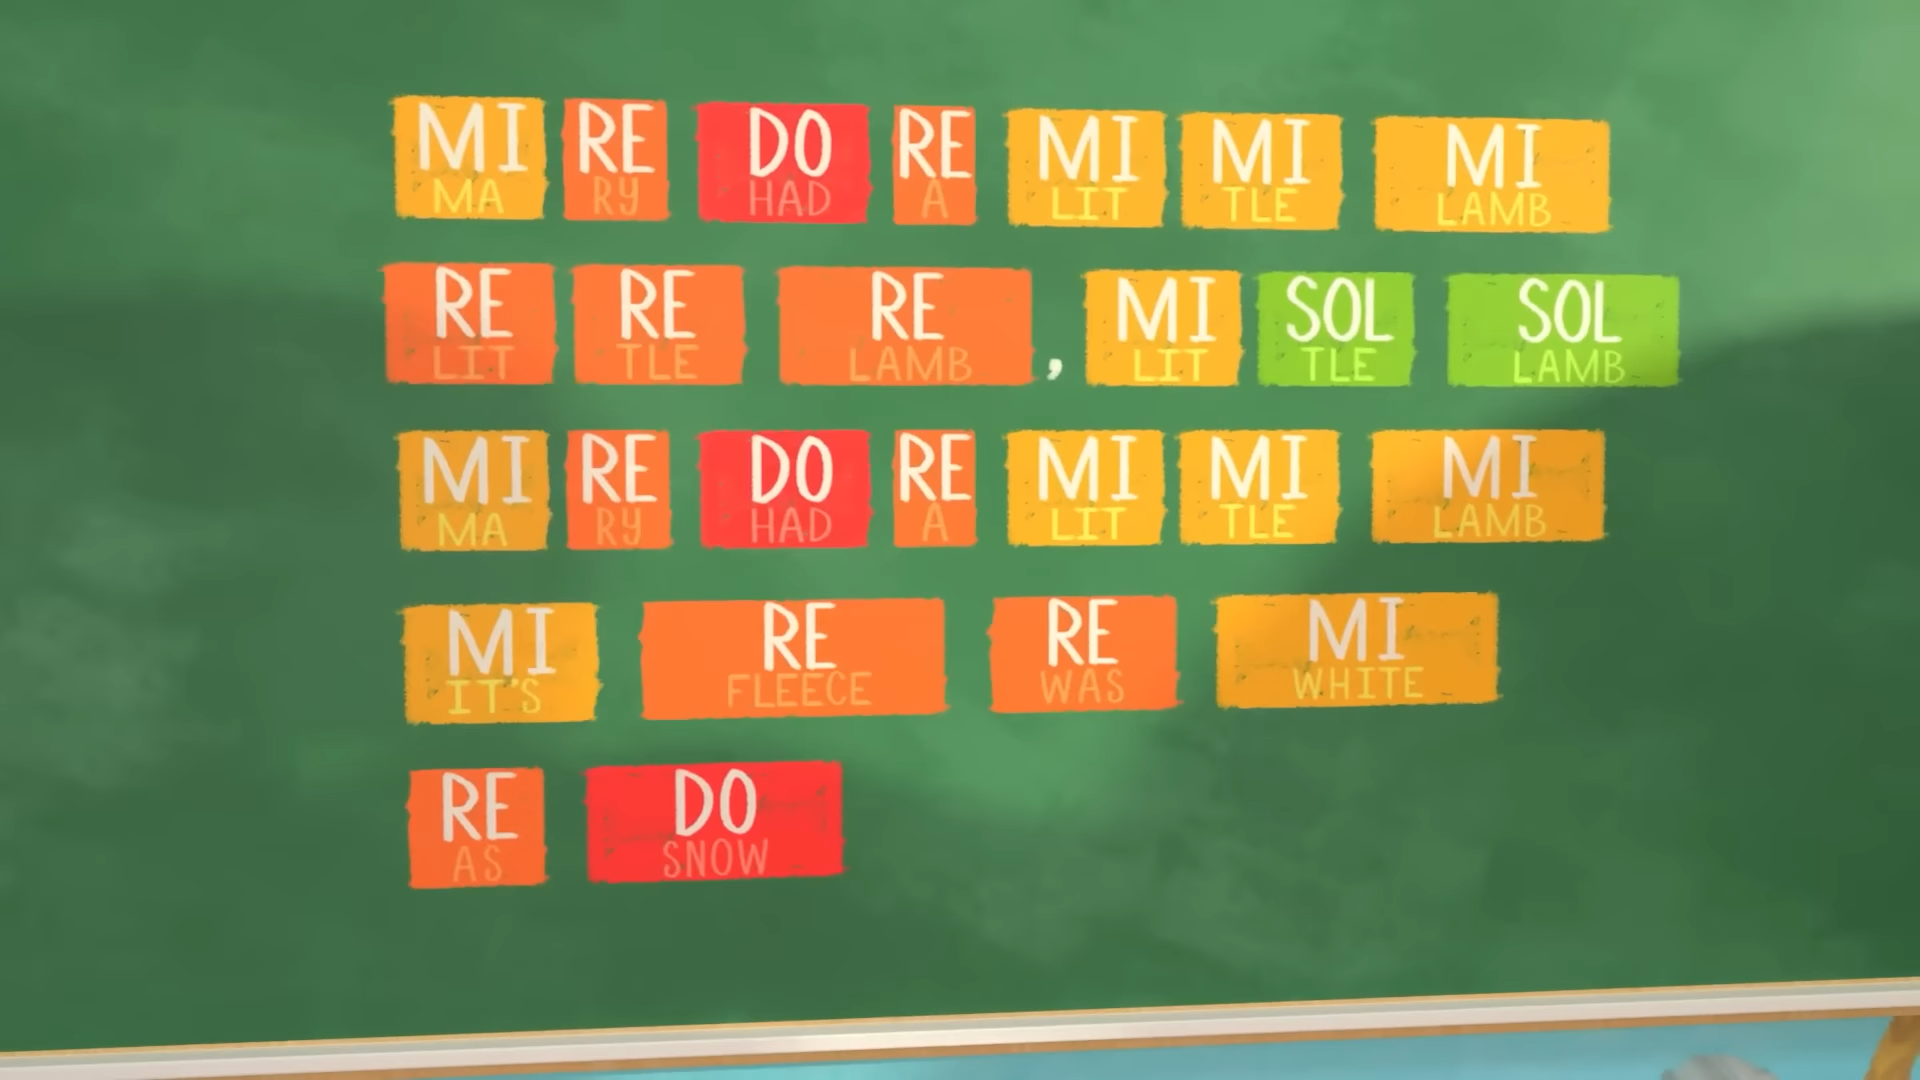 MI RE DO RE MI MI MI
MA RY HAD A LIT TLE LAMB
RE RE RE MI SOL SOL
LIT TLE LAMB, LIT TLE LAMB
MI RE DO RE MI MI MI
MA RY HAD A LIT TLE LAMB
MI RE RE MI
IT'S FLEECE WAS WHITE
RE DO
AS SNOW